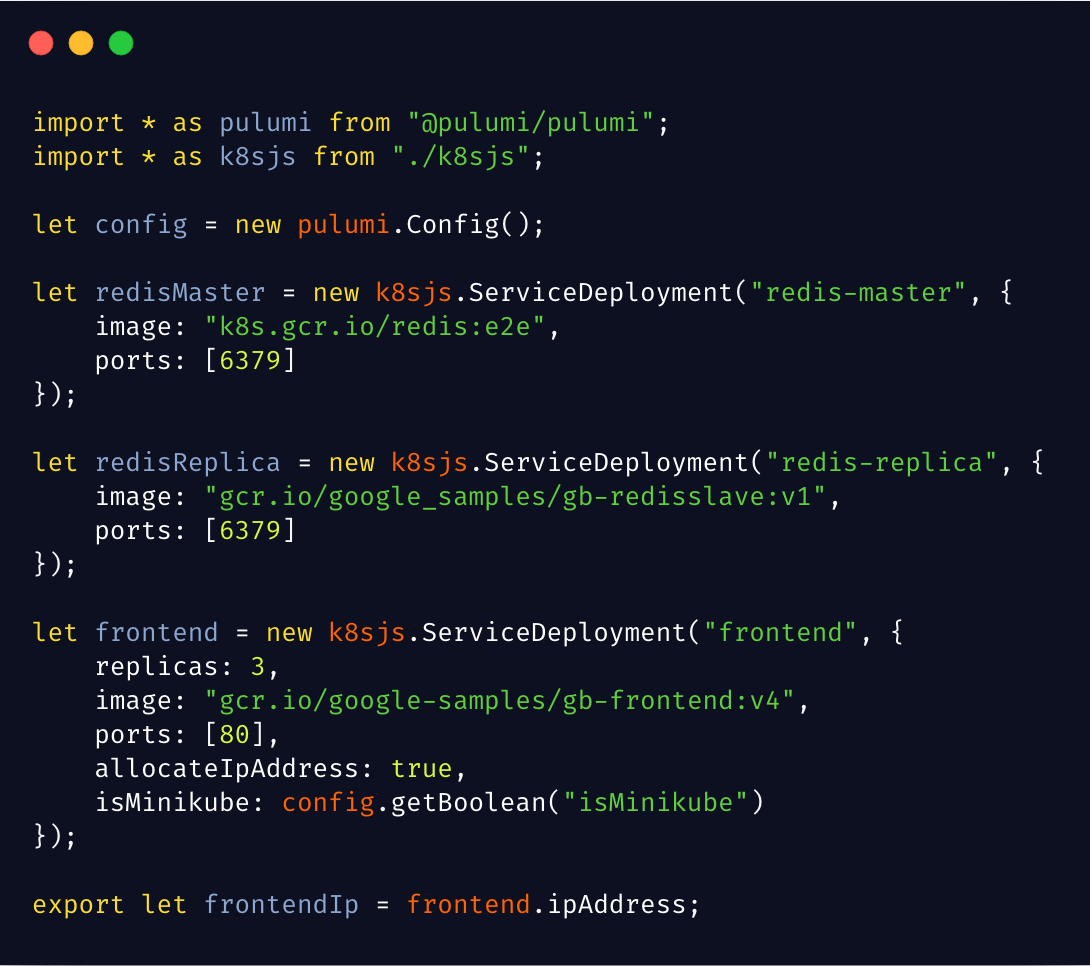 import * as pulumi from "@pulumi/pulumi";
import * as k8sjs from "./k8sjs";

let config = new pulumi.Config();

let redisMaster = new k8sjs.ServiceDeployment("redis-master", {
    image: "k8s.gcr.io/redis:e2e",
    ports: [6379]
});

let redisReplica = new k8sjs.ServiceDeployment("redis-replica", {
    image: "gcr.io/google_samples/gb-redisslave:v1",
    ports: [6379]
});

let frontend = new k8sjs.ServiceDeployment("frontend", {
    replicas: 3,
    image: "gcr.io/google-samples/gb-frontend:v4",
    ports: [80],
    allocateIpAddress: true,
    isMinikube: config.getBoolean("isMinikube")
});

export let frontendIp = frontend.ipAddress;